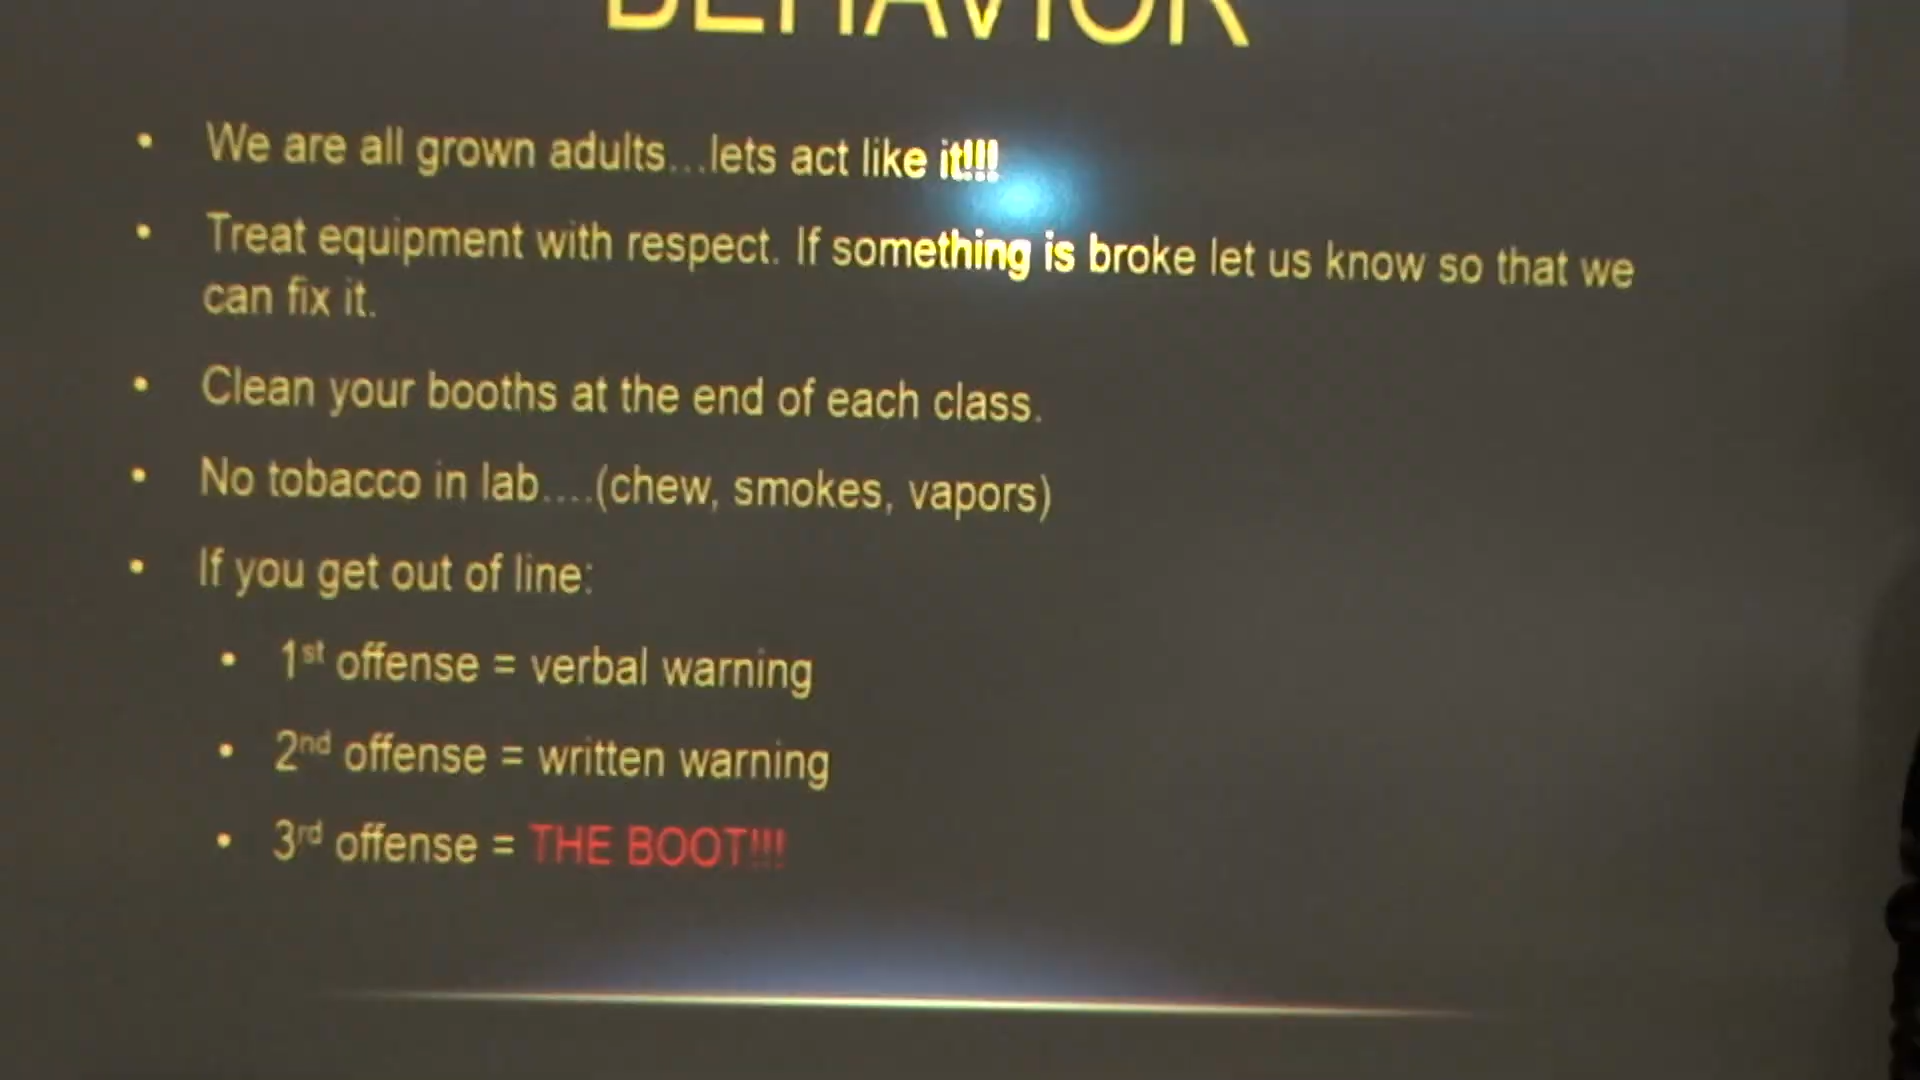 BEHAVIOR
• We are all grown adults...lets act like it!!!
• Treat equipment with respect. If something is broke let us know so that we
can fix it.
• Clean your booths at the end of each class.
• No tobacco in lab....(chew, smokes, vapors)
• If you get out of line:
• 1st offense = verbal warning
• 2nd offense = written warning
• 3rd offense = THE BOOT!!!